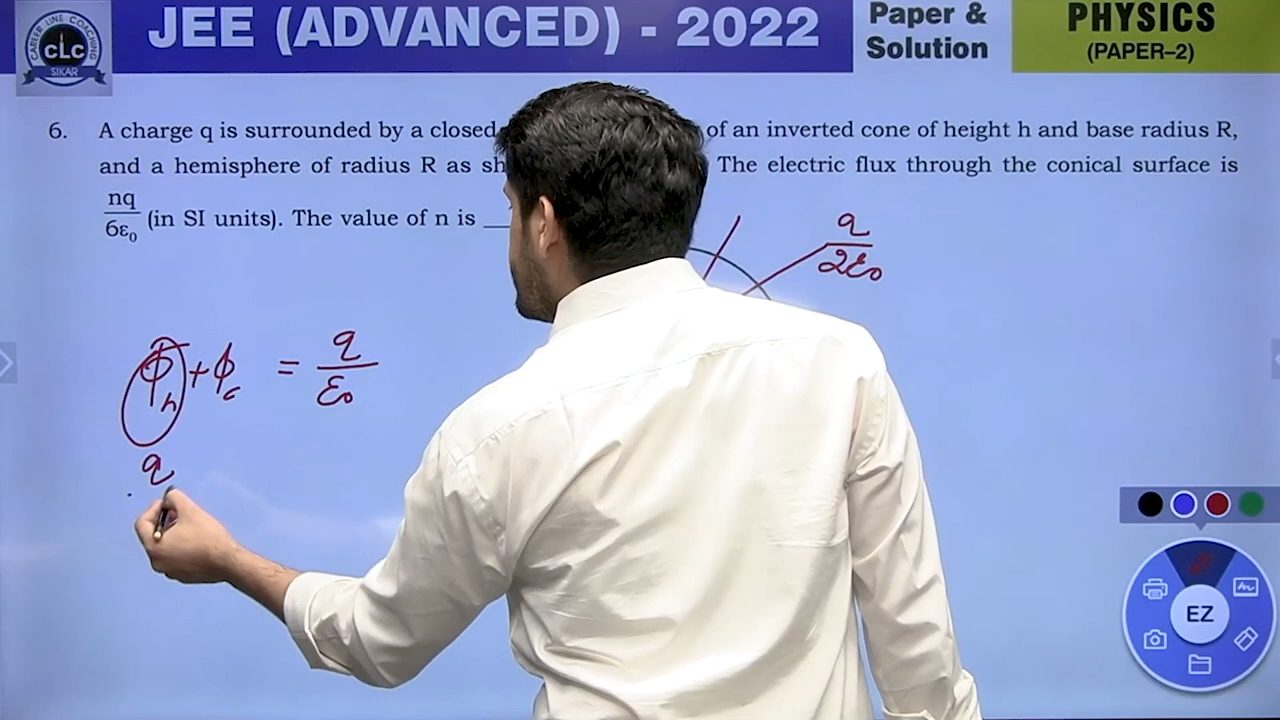 CAREER LINE COACHING
CLC
SIKAR
JEE (ADVANCED) - 2022
Paper &
Solution
PHYSICS
(PAPER–2)
6. A charge q is surrounded by a closed of an inverted cone of height h and base radius R,
and a hemisphere of radius R as The electric flux through the conical surface is
nq
6ε₀ (in SI units). The value of n is __
q
2ε₀
ϕₕ + ϕ꜀ = q
ε₀
q
EZ